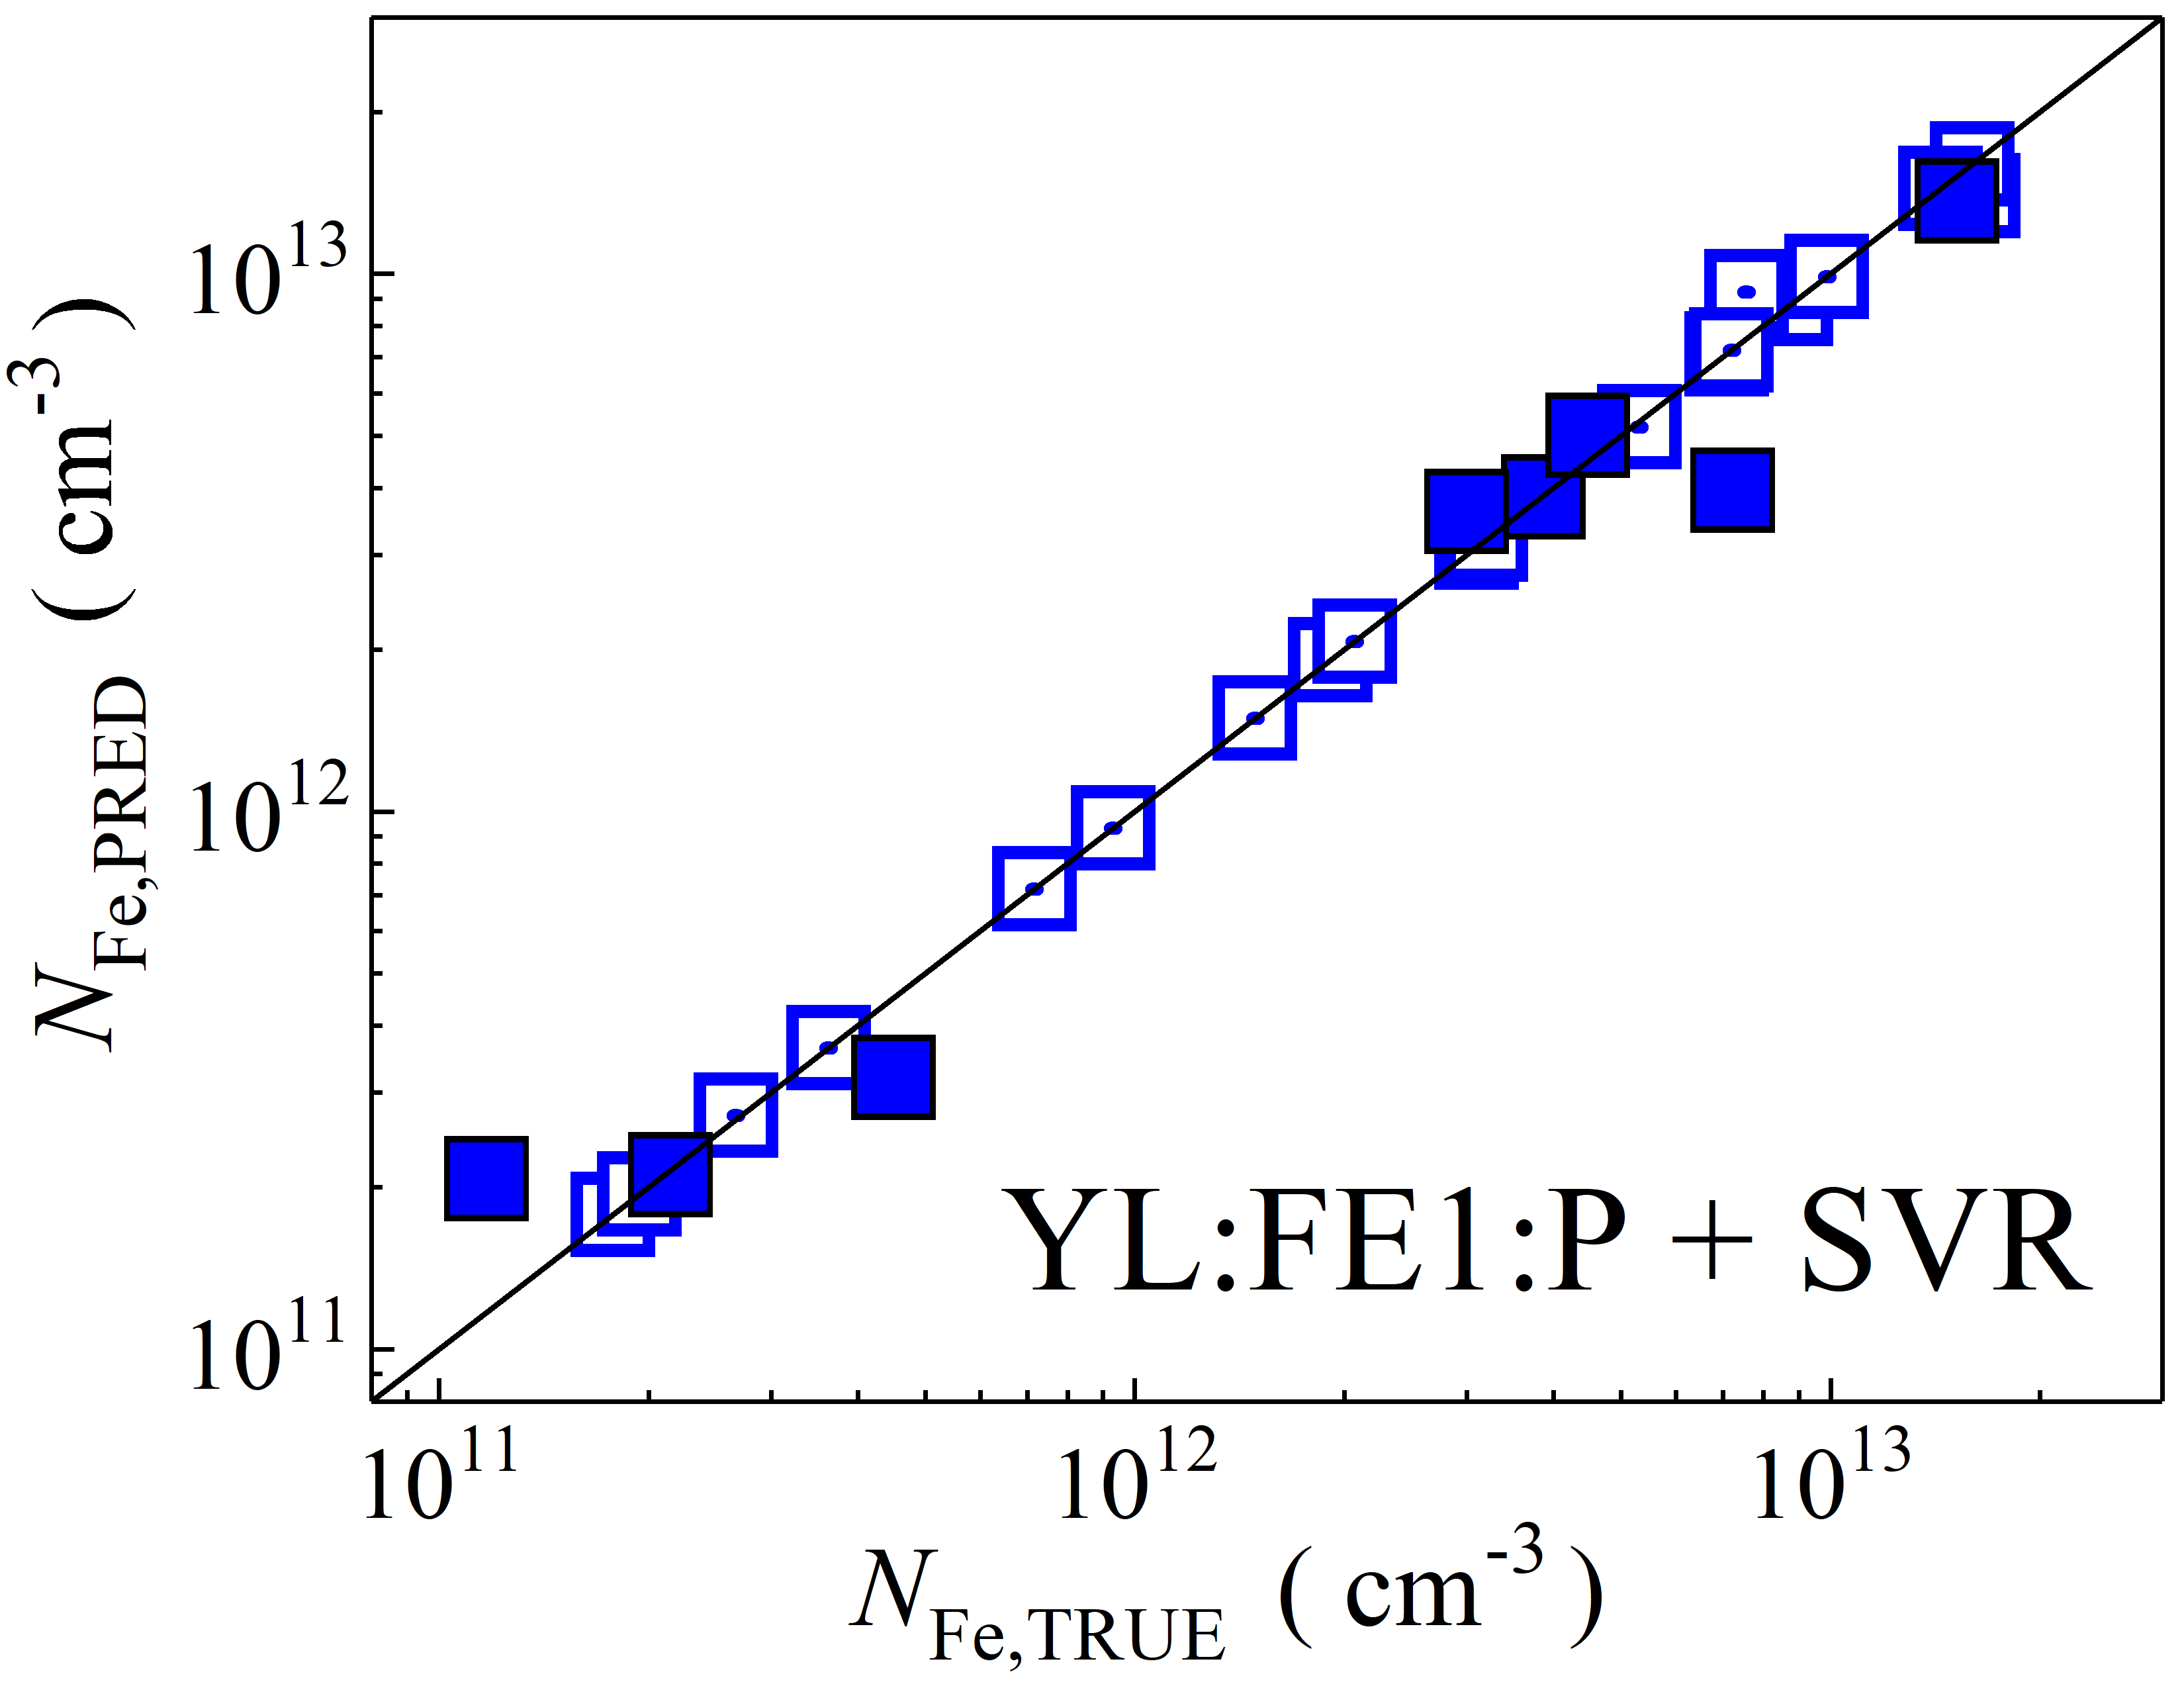 N_Fe,PRED ( cm^-3 )
10^13
10^12
10^11
YL:FE1:P + SVR
10^11 10^12 10^13
N_Fe,TRUE ( cm^-3 )